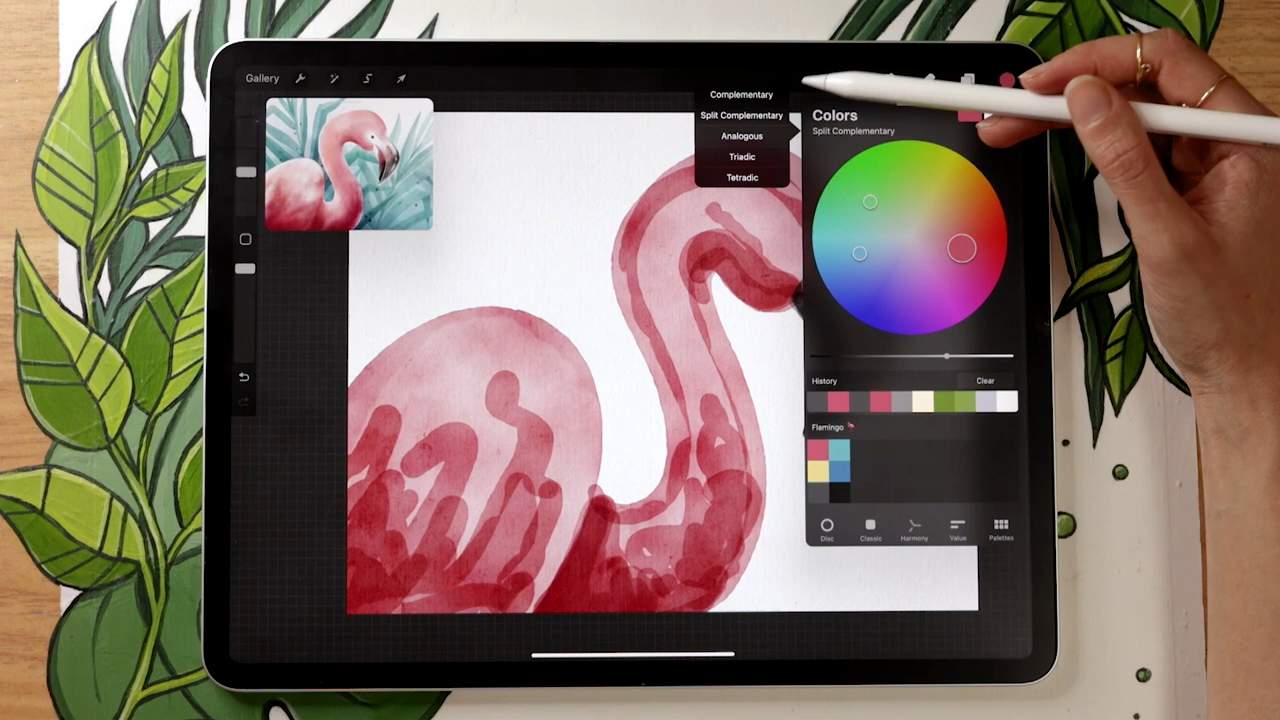 Gallery
Complementary
Split Complementary
Analogous
Triadic
Tetradic
Colors
Split Complementary
History
Clear
Flamingo 🦩
Disc
Classic
Harmony
Value
Palettes